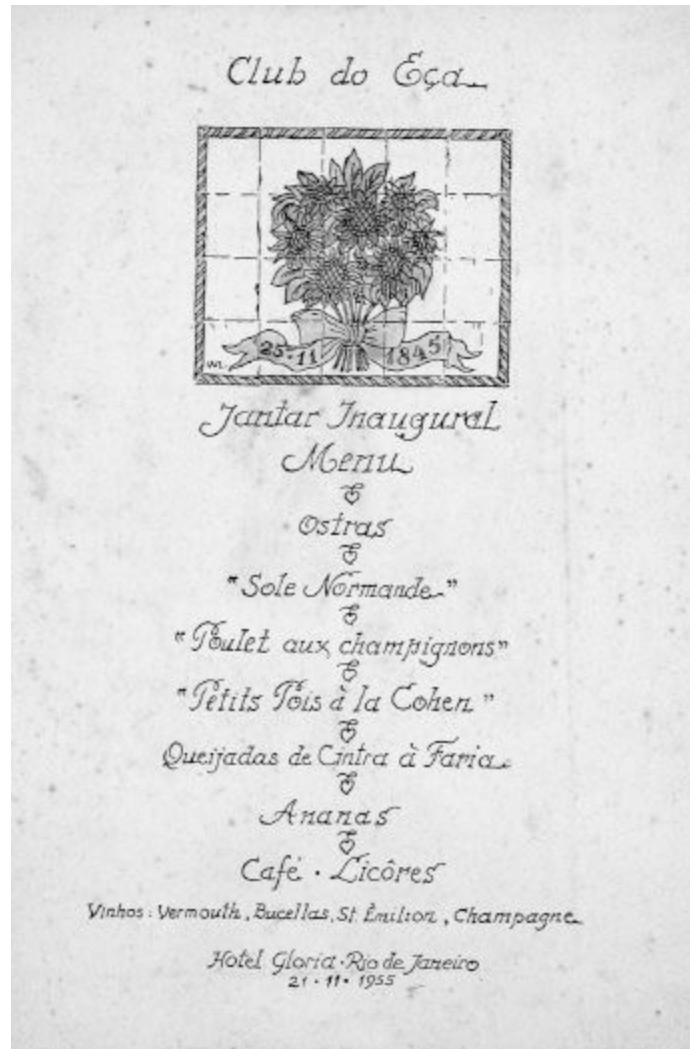 Club do Eça
25·11 1845
Jantar Inaugural
Menu
Ostras
"Sole Normande"
"Poulet aux champignons"
"Petits Pois à la Cohen"
Queijadas de Cintra à Faria
Ananas
Café · Licôres
Vinhos: Vermouth, Bucellas, St. Émilion, Champagne
Hotel Gloria · Rio de Janeiro
21 · 11 · 1955